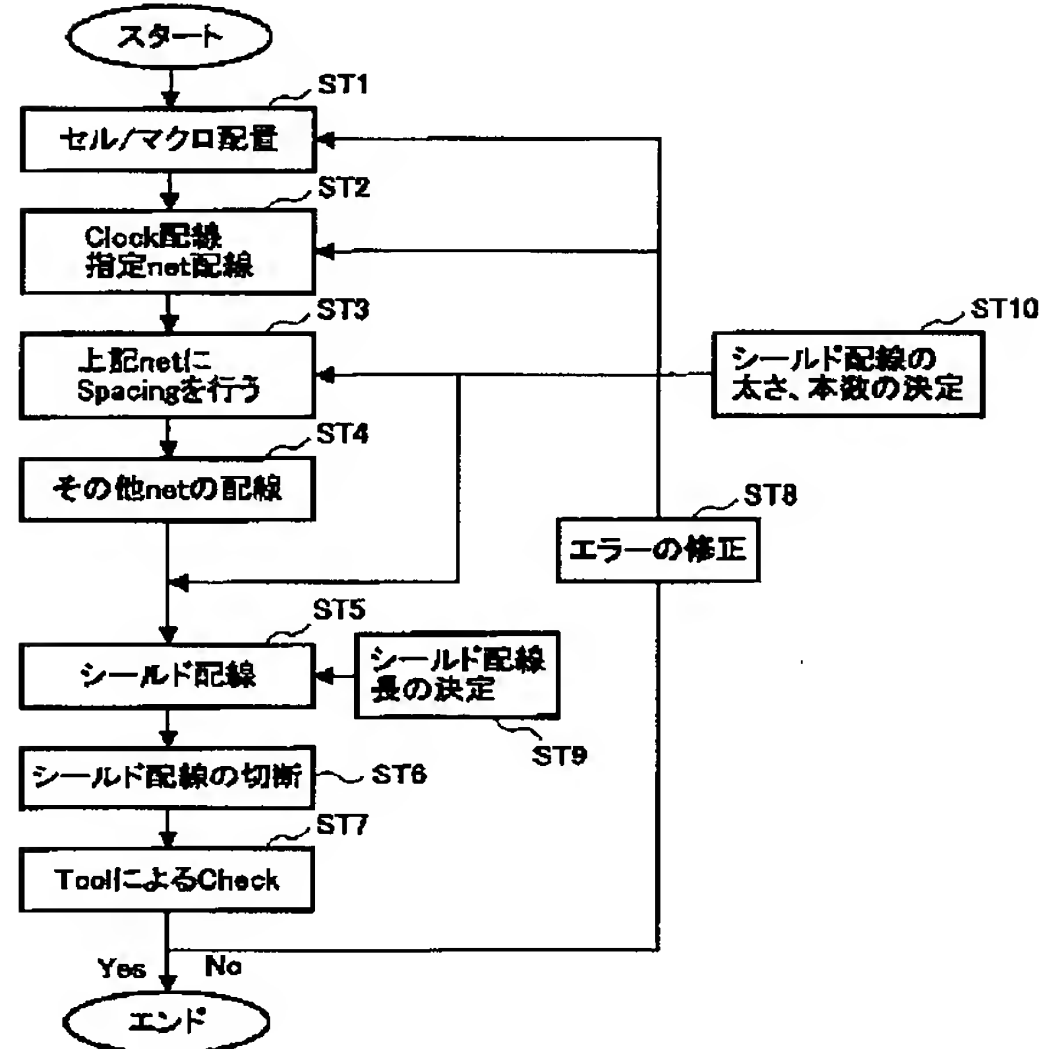 スタート
ST1
セル/マクロ配置
ST2
Clock配線
指定net配線
ST3
上記netに
Spacingを行う
ST10
シールド配線の
太さ、本数の決定
ST4
その他netの配線
ST8
エラーの修正
ST5
シールド配線
シールド配線
長の決定
ST9
シールド配線の切断
ST6
ST7
ToolによるCheck
Yes
No
エンド